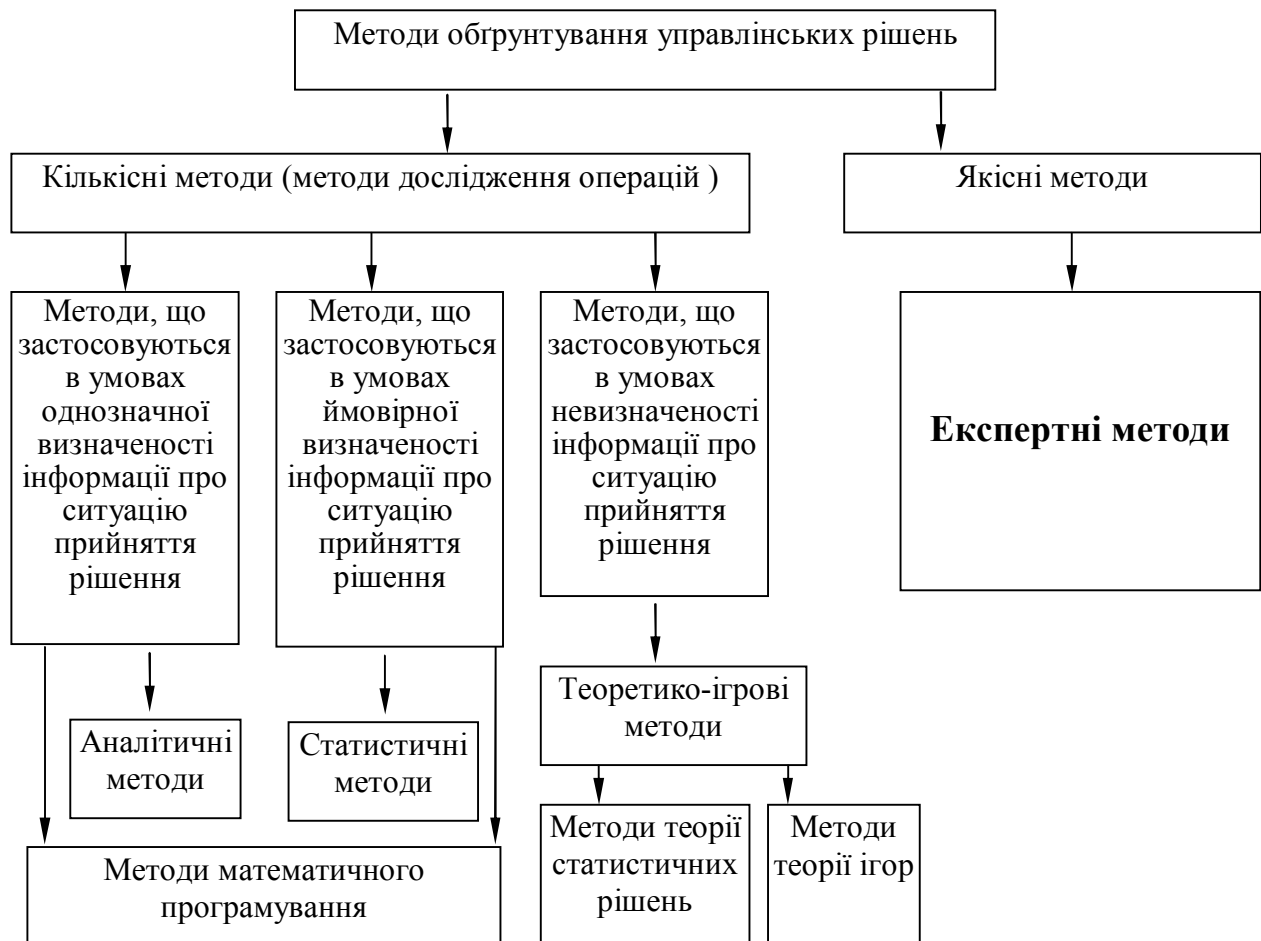 Методи обґрунтування управлінських рішень
Кількісні методи (методи дослідження операцій )
Якісні методи
Методи, що
застосовуються
в умовах
однозначної
визначеності
інформації про
ситуацію
прийняття
рішення
Методи, що
застосовуються
в умовах
ймовірної
визначеності
інформації про
ситуацію
прийняття
рішення
Методи, що
застосовуються
в умовах
невизначеності
інформації про
ситуацію
прийняття
рішення
Експертні методи
Аналітичні
методи
Статистичні
методи
Теоретико-ігрові
методи
Методи математичного
програмування
Методи теорії
статистичних
рішень
Методи
теорії ігор